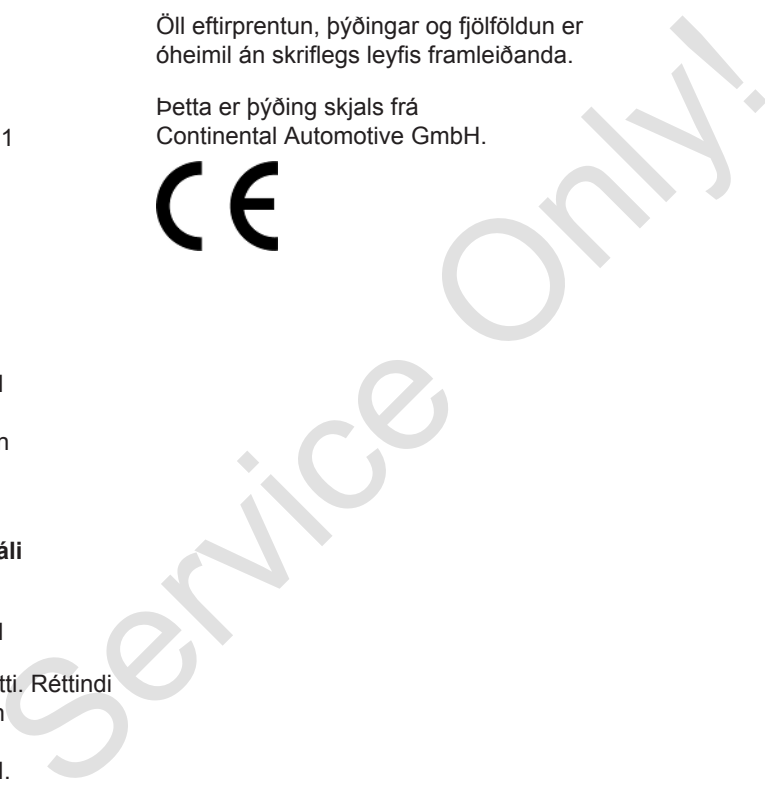 1
áli
tti. Réttindi
Öll eftirprentun, þýðingar og fjölföldun er
óheimil án skriflegs leyfis framleiðanda.
Þetta er þýðing skjals frá
Continental Automotive GmbH.
CE
Service Only!